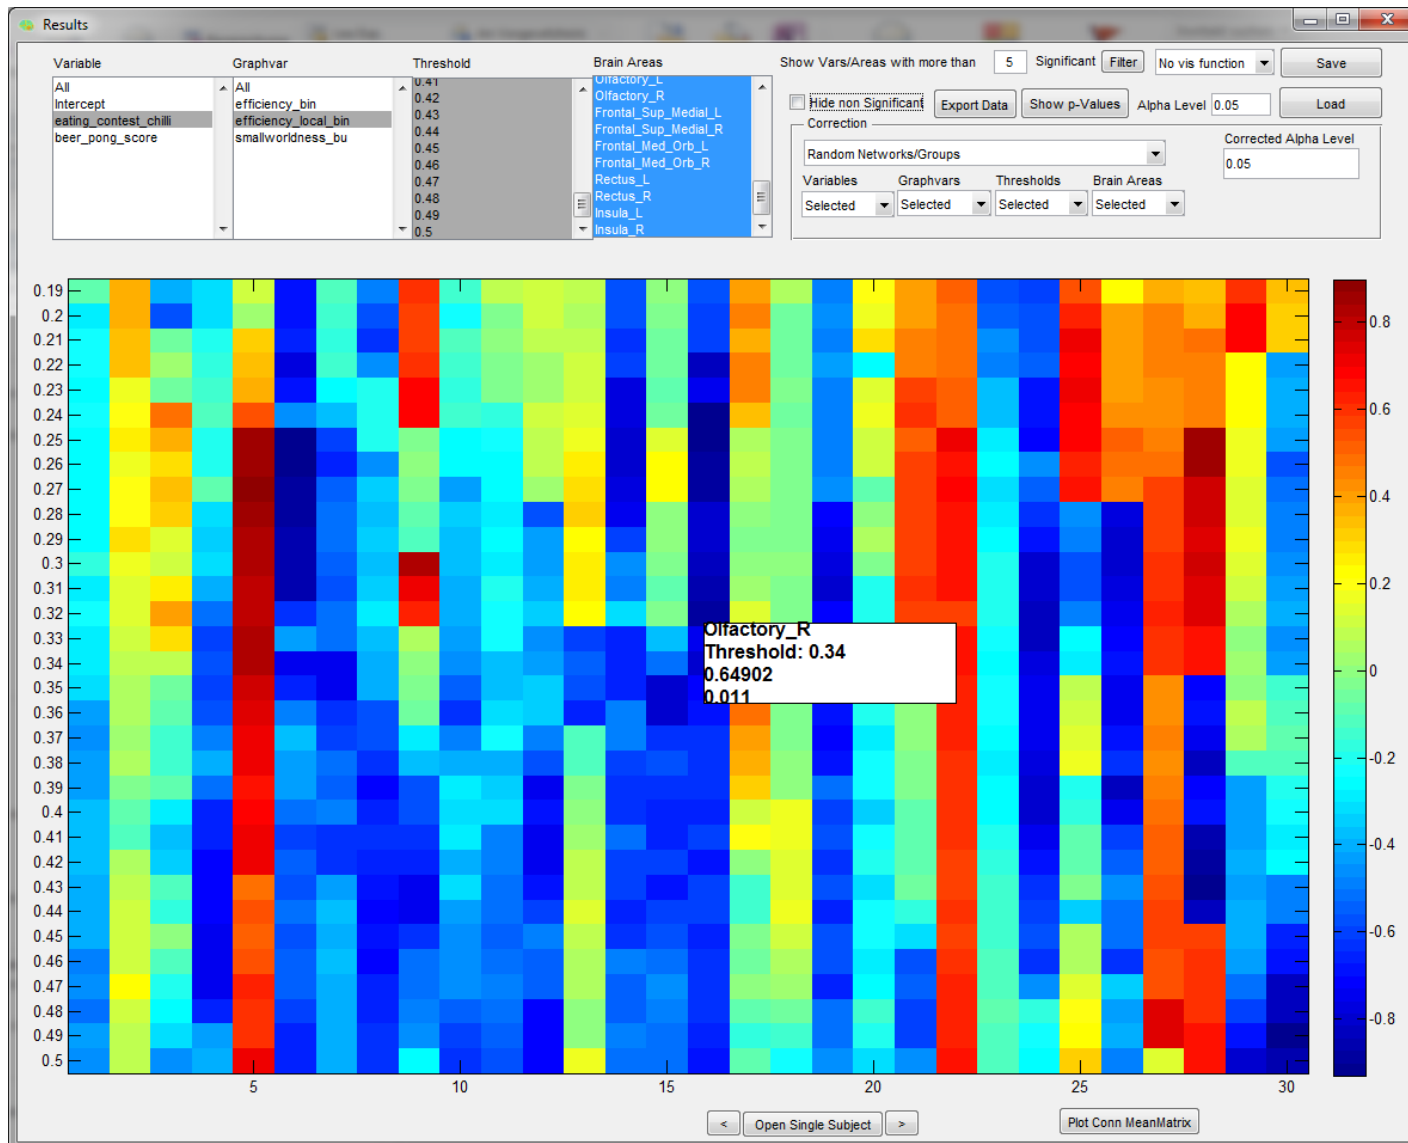 Results
Variable
Graphvar
Threshold
Brain Areas
Show Vars/Areas with more than 5 Significant Filter No vis function Save
All
Intercept
eating_contest_chilli
beer_pong_score
All
efficiency_bin
efficiency_local_bin
smallworldness_bu
0.41
0.42
0.43
0.44
0.45
0.46
0.47
0.48
0.49
0.5
Olfactory_L
Olfactory_R
Frontal_Sup_Medial_L
Frontal_Sup_Medial_R
Frontal_Med_Orb_L
Frontal_Med_Orb_R
Rectus_L
Rectus_R
Insula_L
Insula_R
Hide non Significant Export Data Show p-Values Alpha Level 0.05 Load
Correction
Random Networks/Groups
Corrected Alpha Level
0.05
Variables Graphvars Thresholds Brain Areas
Selected Selected Selected Selected
0.19
0.2
0.21
0.22
0.23
0.24
0.25
0.26
0.27
0.28
0.29
0.3
0.31
0.32
0.33
0.34
0.35
0.36
0.37
0.38
0.39
0.4
0.41
0.42
0.43
0.44
0.45
0.46
0.47
0.48
0.49
0.5
Olfactory_R
Threshold: 0.34
0.64902
0.011
5 10 15 20 25 30
0.8
0.6
0.4
0.2
0
-0.2
-0.4
-0.6
-0.8
< Open Single Subject > Plot Conn MeanMatrix